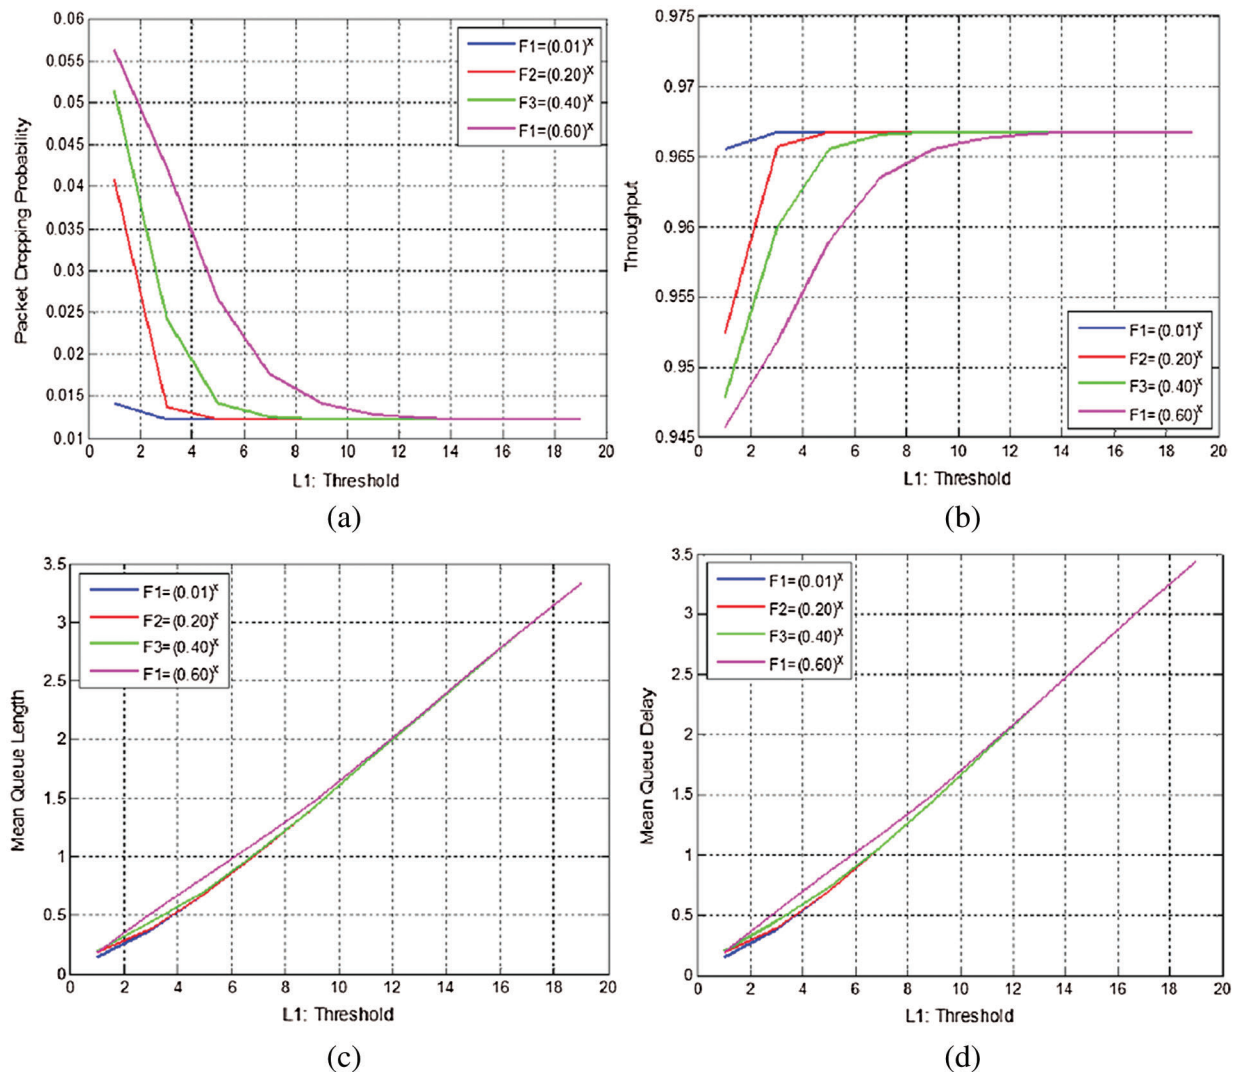 0.06
0.055
0.05
0.045
0.04
0.035
0.03
0.025
0.02
0.015
0.01
Packet Dropping Probability
F1=(0.01)^x
F2=(0.20)^x
F3=(0.40)^x
F1=(0.60)^x
0 2 4 6 8 10 12 14 16 18 20
L1: Threshold
(a)
0.975
0.97
0.965
0.96
0.955
0.95
0.945
Throughput
F1=(0.01)^x
F2=(0.20)^x
F3=(0.40)^x
F1=(0.60)^x
0 2 4 6 8 10 12 14 16 18 20
L1: Threshold
(b)
3.5
3
2.5
2
1.5
1
0.5
0
Mean Queue Length
F1=(0.01)^x
F2=(0.20)^x
F3=(0.40)^x
F1=(0.60)^x
0 2 4 6 8 10 12 14 16 18 20
L1: Threshold
(c)
3.5
3
2.5
2
1.5
1
0.5
0
Mean Queue Delay
F1=(0.01)^x
F2=(0.20)^x
F3=(0.40)^x
F1=(0.60)^x
0 2 4 6 8 10 12 14 16 18 20
L1: Threshold
(d)